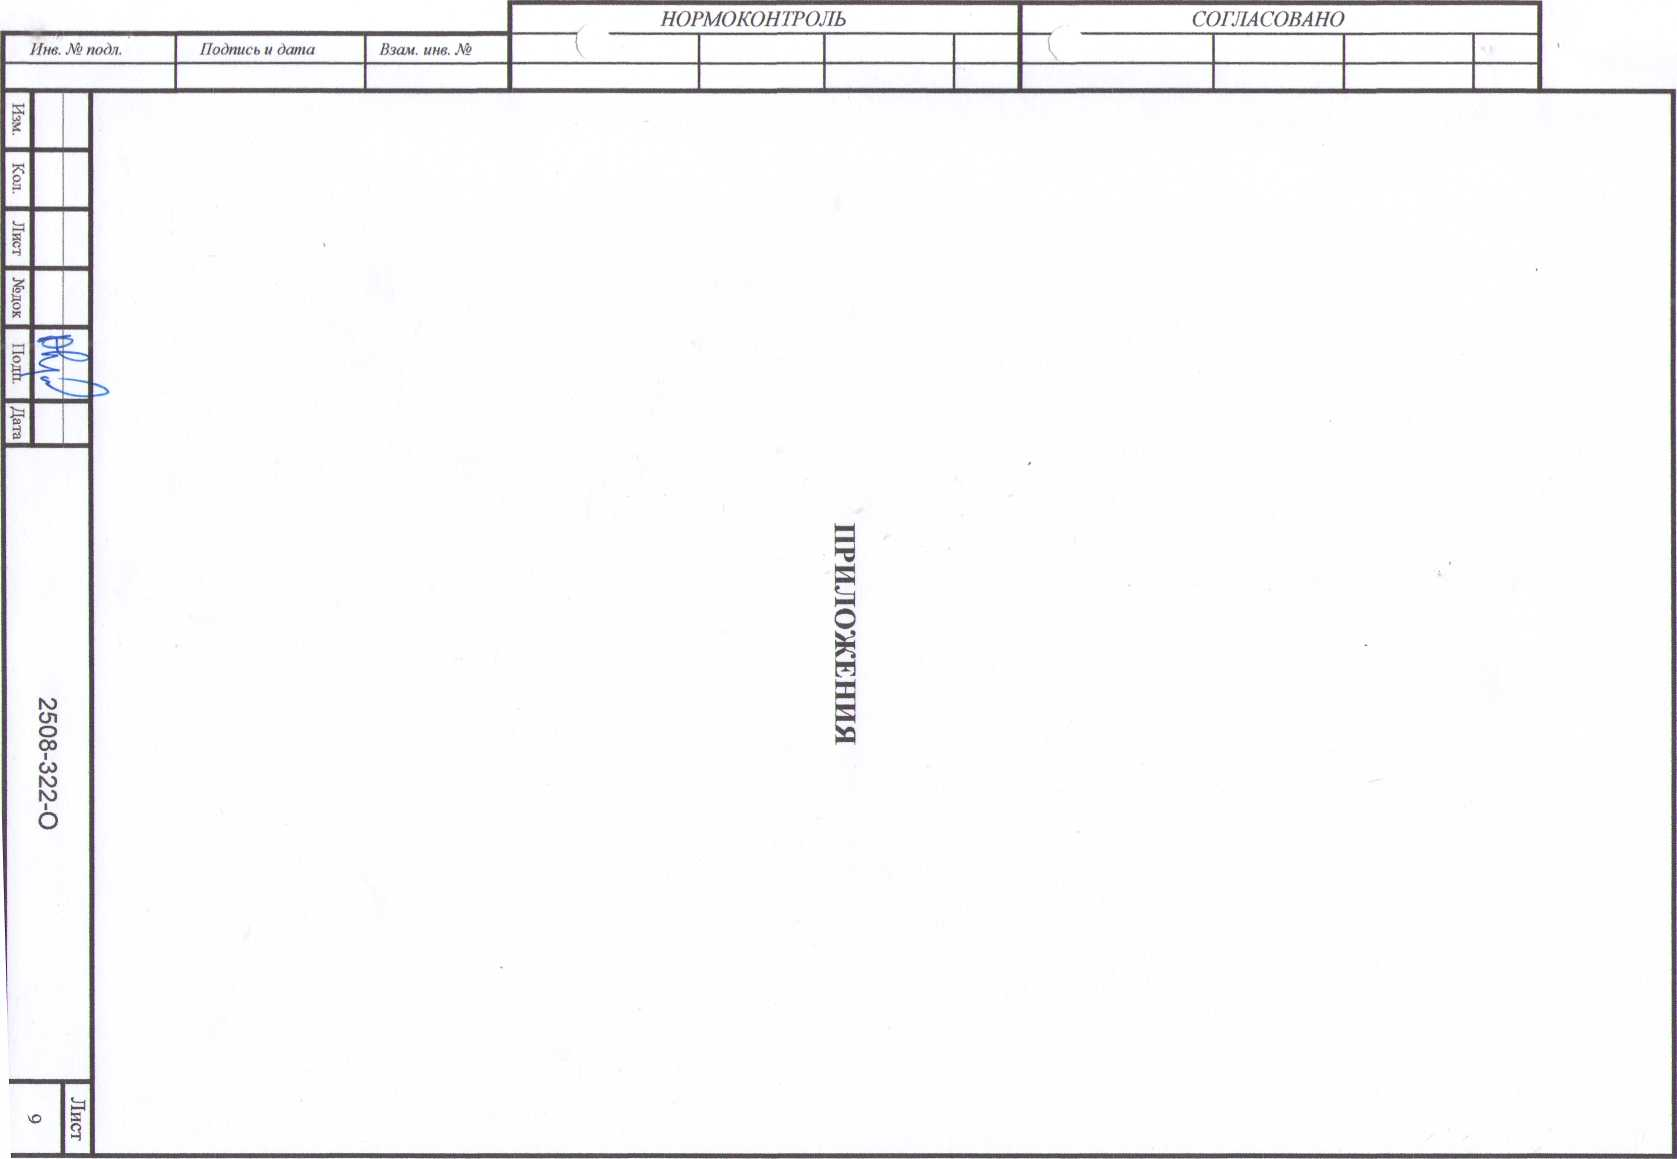 НОРМОКОНТРОЛЬ
СОГЛАСОВАНО
Инв. № подл.
Подпись и дата
Взам. инв. №
ПРИЛОЖЕНИЯ
Изм.
Кол.
Лист
№док
Подп.
Дата
2508-322-О
Лист
9